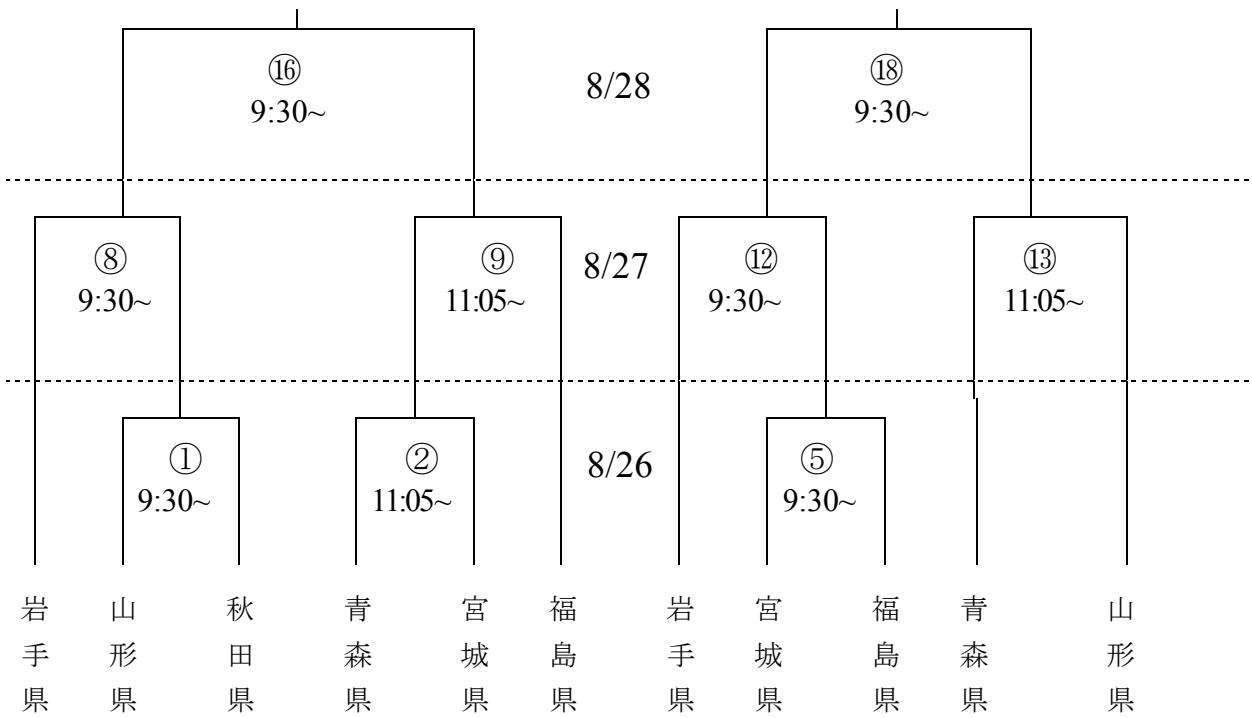 ⑯
9:30~
8/28
⑱
9:30~
⑧
9:30~
⑨
11:05~
8/27
⑫
9:30~
⑬
11:05~
①
9:30~
②
11:05~
8/26
⑤
9:30~
岩手県
山形県
秋田県
青森県
宮城県
福島県
岩手県
宮城県
福島県
青森県
山形県